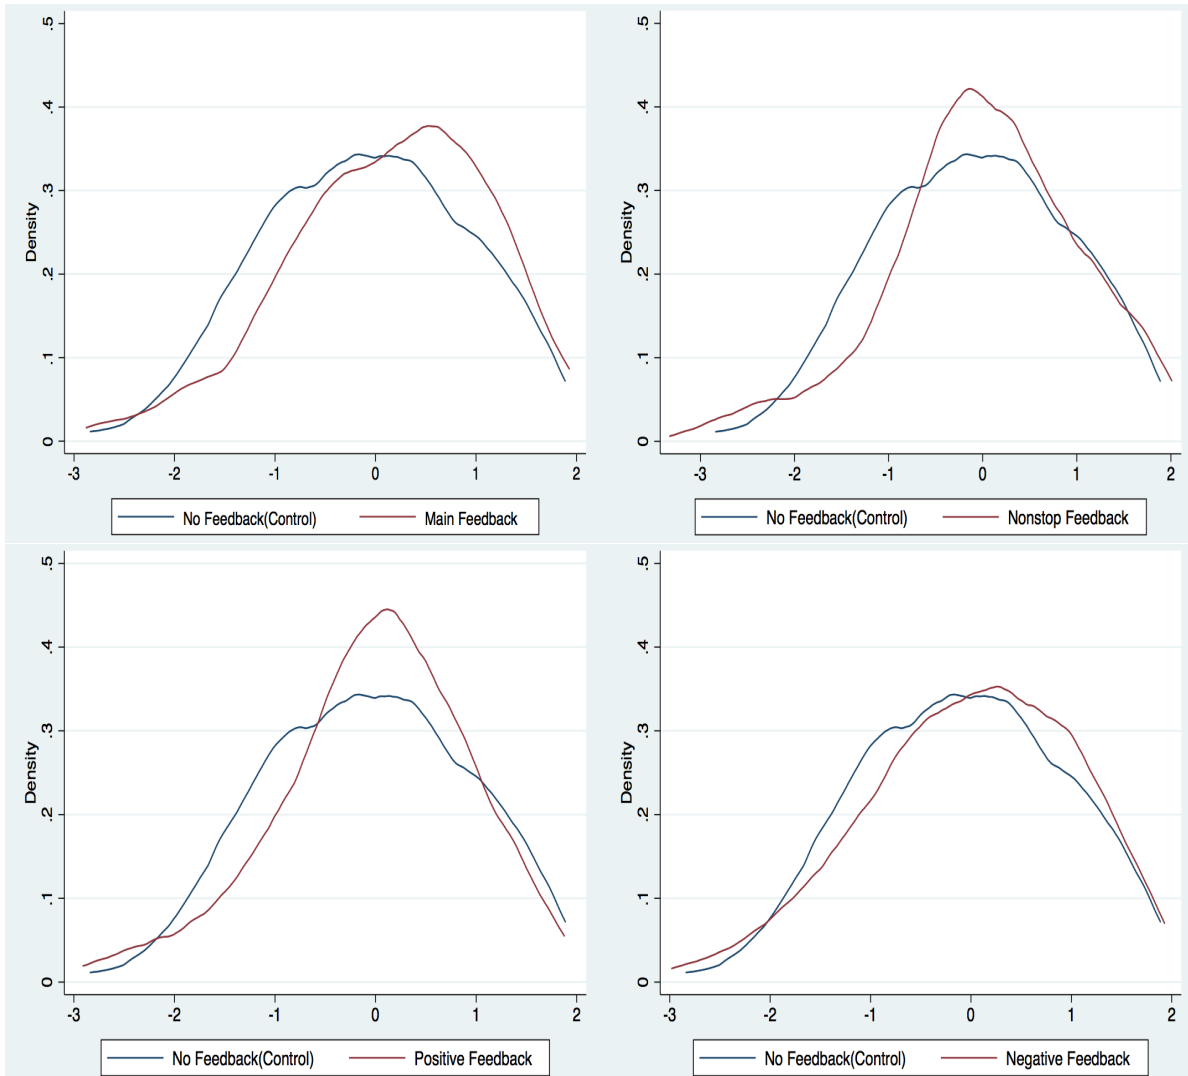 .5 .5
.4 .4
.3 .3
Density Density
.2 .2
.1 .1
0 0
-3 -2 -1 0 1 2 -3 -2 -1 0 1 2
No Feedback(Control) Main Feedback No Feedback(Control) Nonstop Feedback
.5 .5
.4 .4
.3 .3
Density Density
.2 .2
.1 .1
0 0
-3 -2 -1 0 1 2 -3 -2 -1 0 1 2
No Feedback(Control) Positive Feedback No Feedback(Control) Negative Feedback